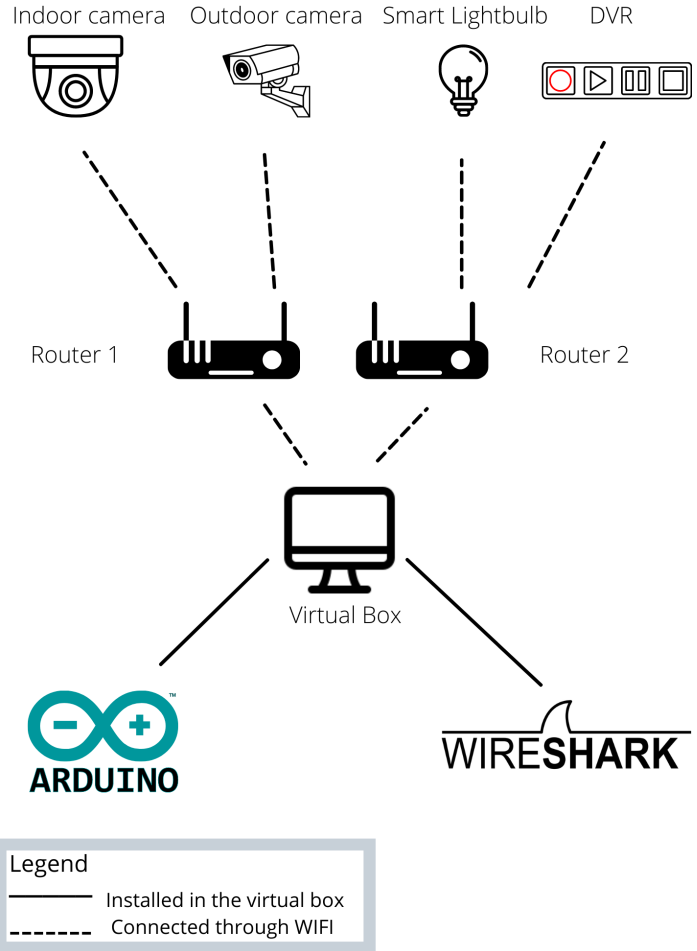 Indoor camera
Outdoor camera
Smart Lightbulb
DVR
Router 1
Router 2
Virtual Box
™
ARDUINO
WIRESHARK
Legend
Installed in the virtual box
Connected through WIFI